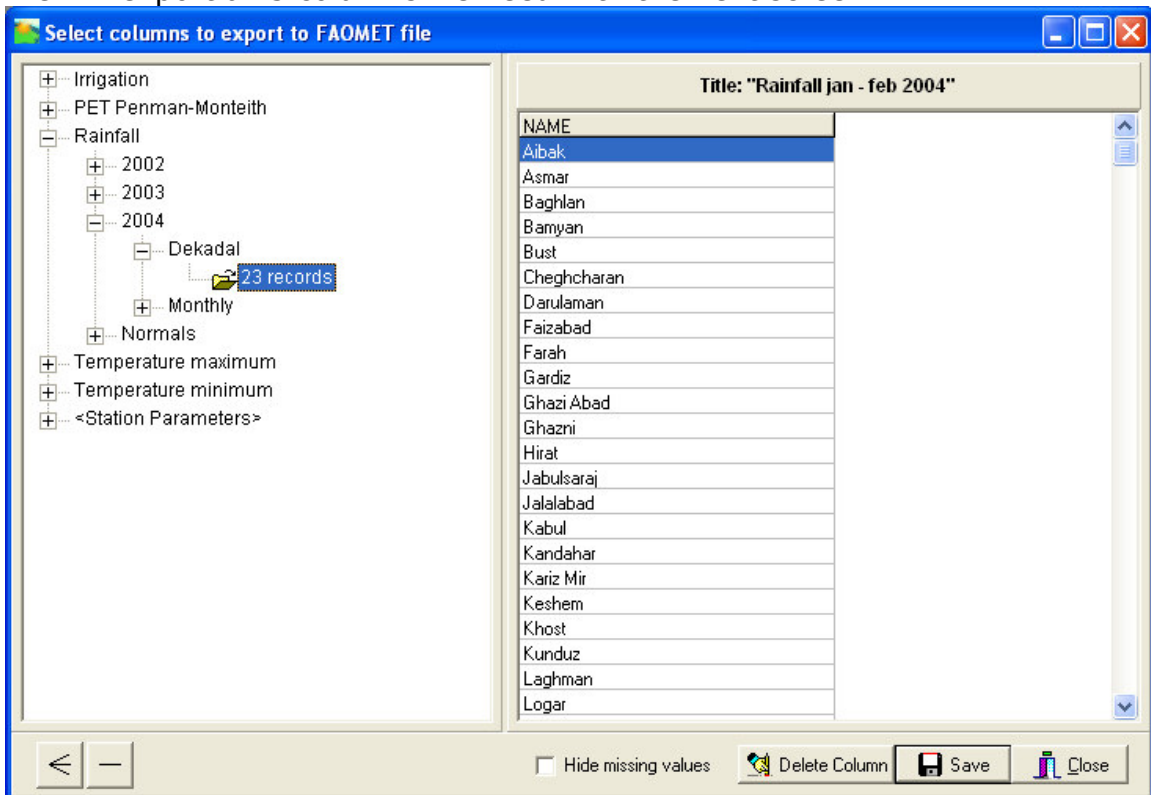 Select columns to export to FAOMET file
Irrigation
PET Penman-Monteith
Rainfall
2002
2003
2004
Dekadal
23 records
Monthly
Normals
Temperature maximum
Temperature minimum
<Station Parameters>
Title: "Rainfall jan - feb 2004"
NAME
Aibak
Asmar
Baghlan
Bamyan
Bust
Cheghcharan
Darulaman
Faizabad
Farah
Gardiz
Ghazi Abad
Ghazni
Hirat
Jabulsaraj
Jalalabad
Kabul
Kandahar
Kariz Mir
Keshem
Khost
Kunduz
Laghman
Logar
Hide missing values
Delete Column
Save
Close